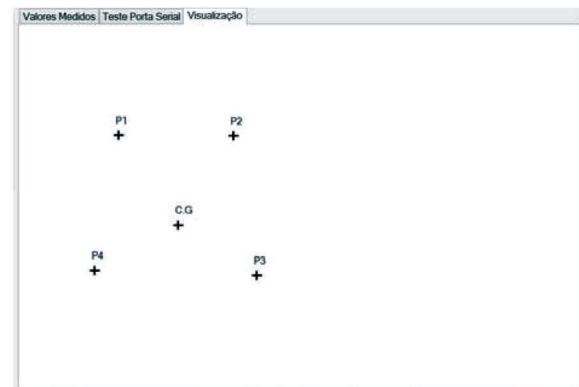 Valores Medidos Teste Porta Serial Visualização
P1 P2
C.G
P4
P3